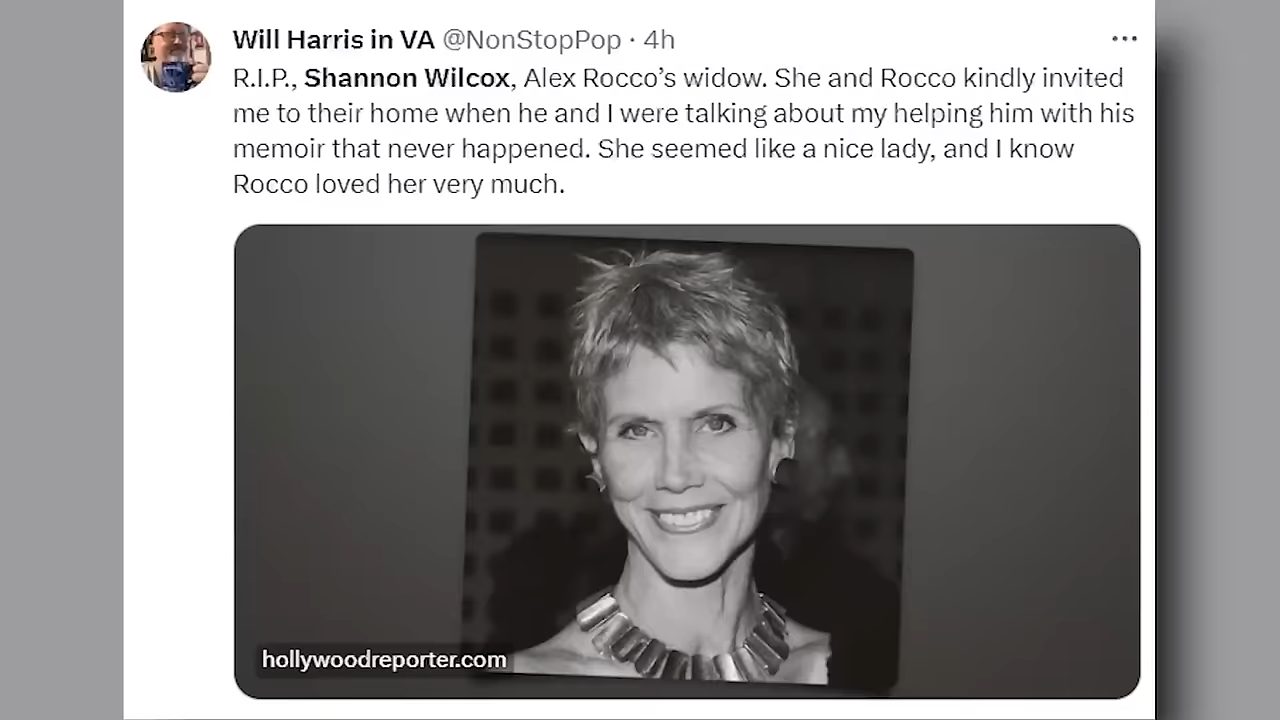 Will Harris in VA @NonStopPop · 4h
R.I.P., Shannon Wilcox, Alex Rocco’s widow. She and Rocco kindly invited
me to their home when he and I were talking about my helping him with his
memoir that never happened. She seemed like a nice lady, and I know
Rocco loved her very much.
hollywoodreporter.com